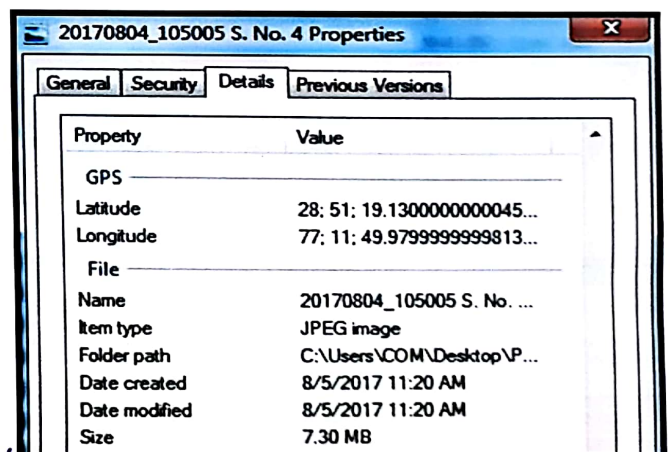 20170804_105005 S. No. 4 Properties
General Security Details Previous Versions
Property Value
GPS
Latitude 28; 51; 19.1300000000045...
Longitude 77; 11; 49.9799999999813...
File
Name 20170804_105005 S. No. ...
Item type JPEG image
Folder path C:\Users\COM\Desktop\P...
Date created 8/5/2017 11:20 AM
Date modified 8/5/2017 11:20 AM
Size 7.30 MB